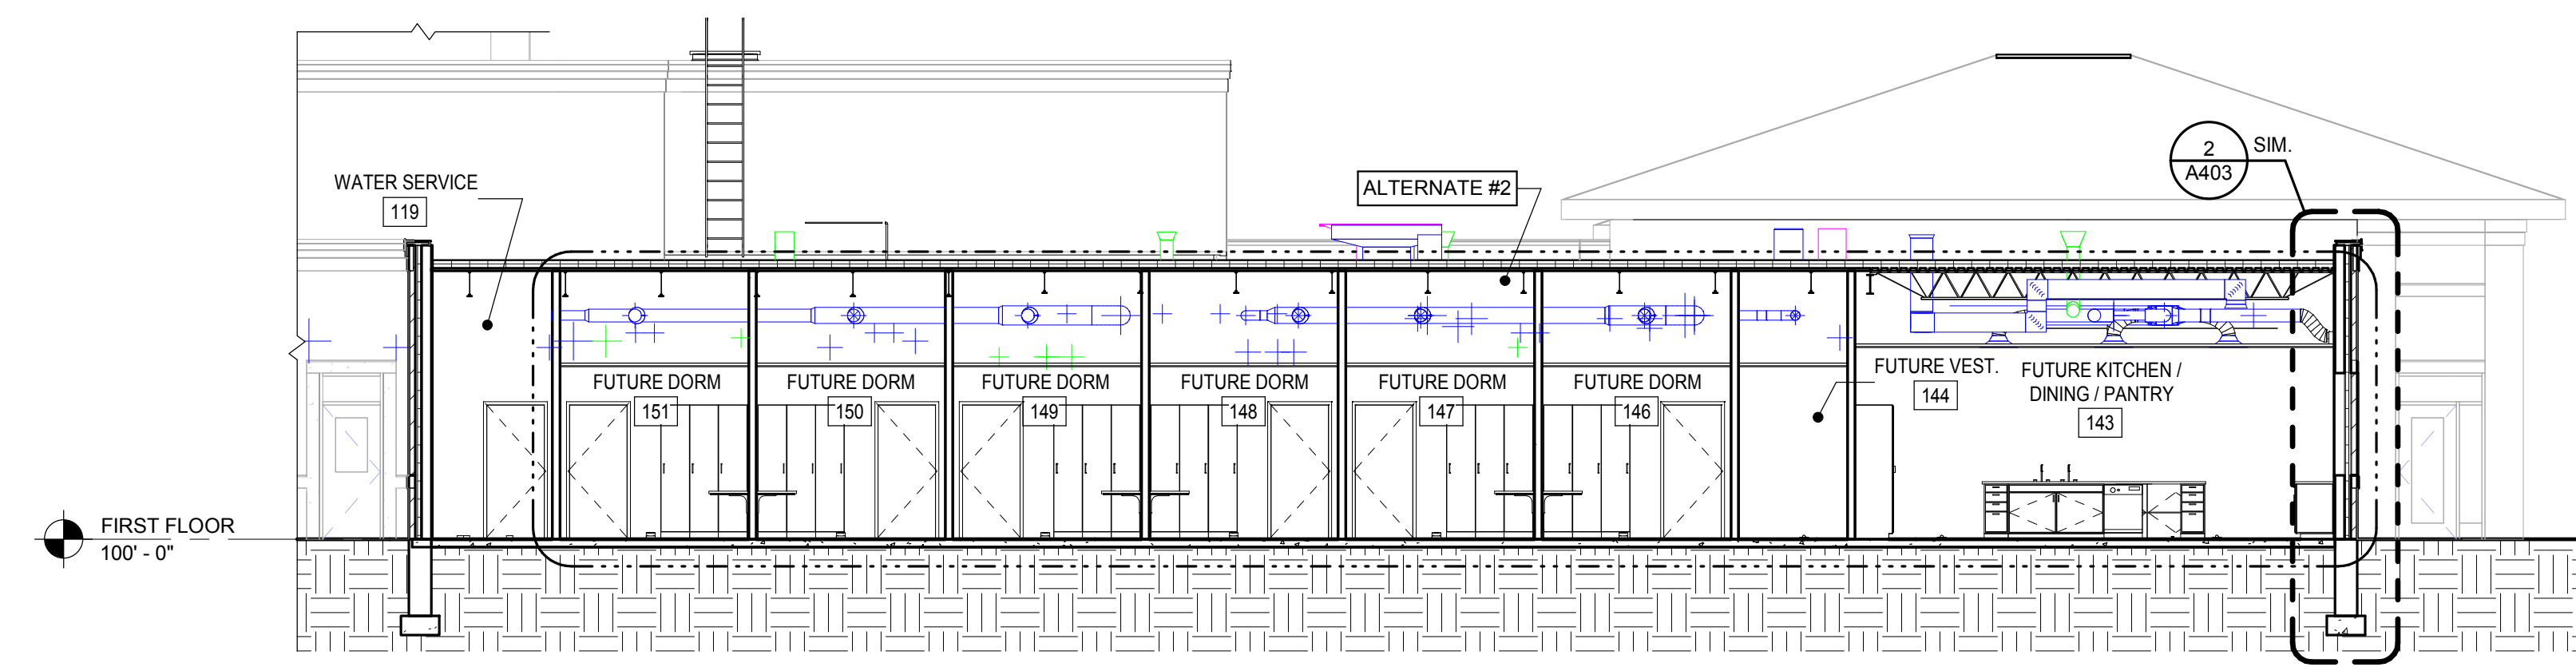 2
SIM.
A403
WATER SERVICE
119
ALTERNATE #2
FUTURE VEST.
144
FUTURE KITCHEN /
DINING / PANTRY
143
FUTURE DORM
151
FUTURE DORM
150
FUTURE DORM
149
FUTURE DORM
148
FUTURE DORM
147
FUTURE DORM
146
FIRST FLOOR
100' - 0"